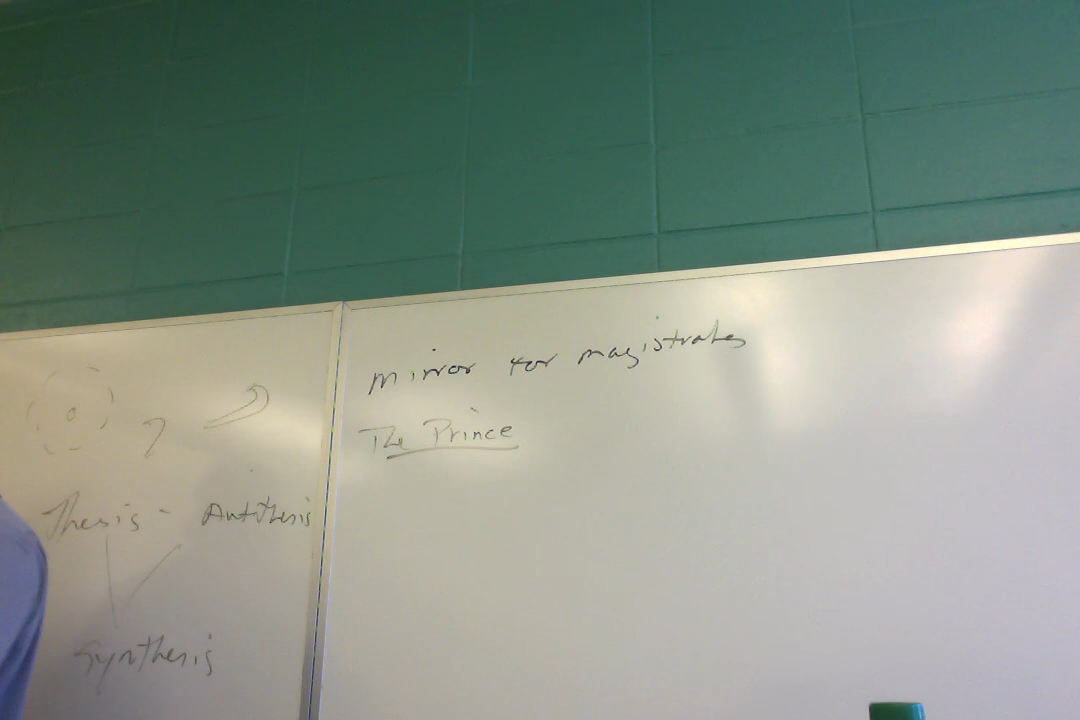 mirror for magistrates
The Prince
Thesis - Antithesis
Synthesis